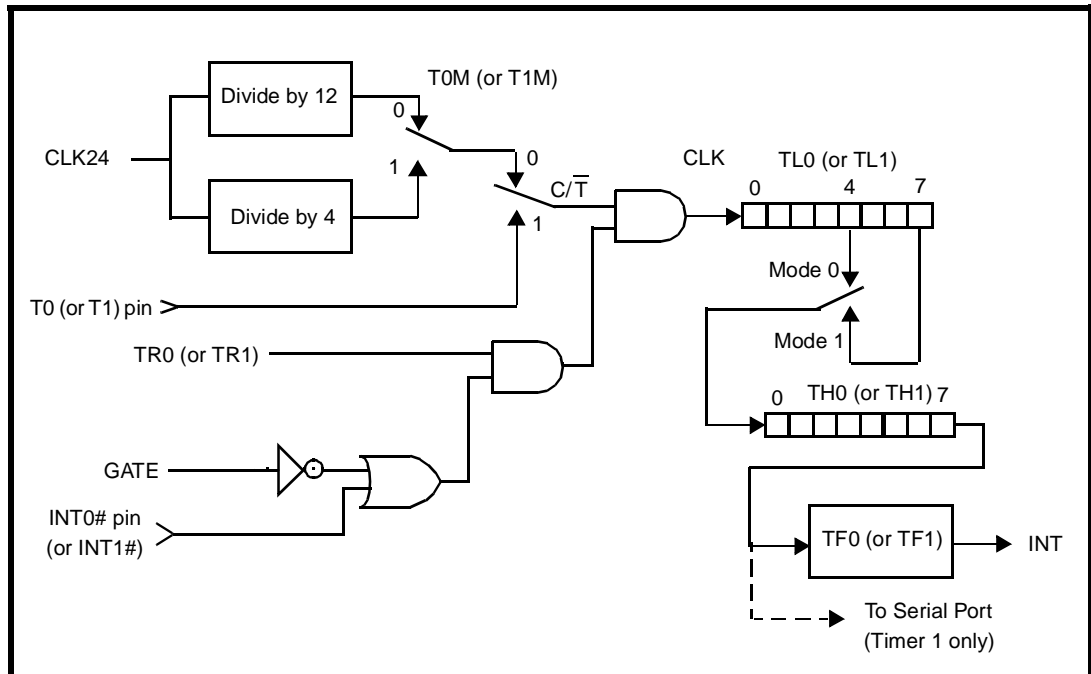 Divide by 12
T0M (or T1M)
0
CLK24
1
0
CLK
TL0 (or TL1)
0
4
7
C/T̅
Divide by 4
1
Mode 0
T0 (or T1) pin
Mode 1
TR0 (or TR1)
0
TH0 (or TH1)
7
GATE
INT0# pin
(or INT1#)
TF0 (or TF1)
INT
To Serial Port
(Timer 1 only)